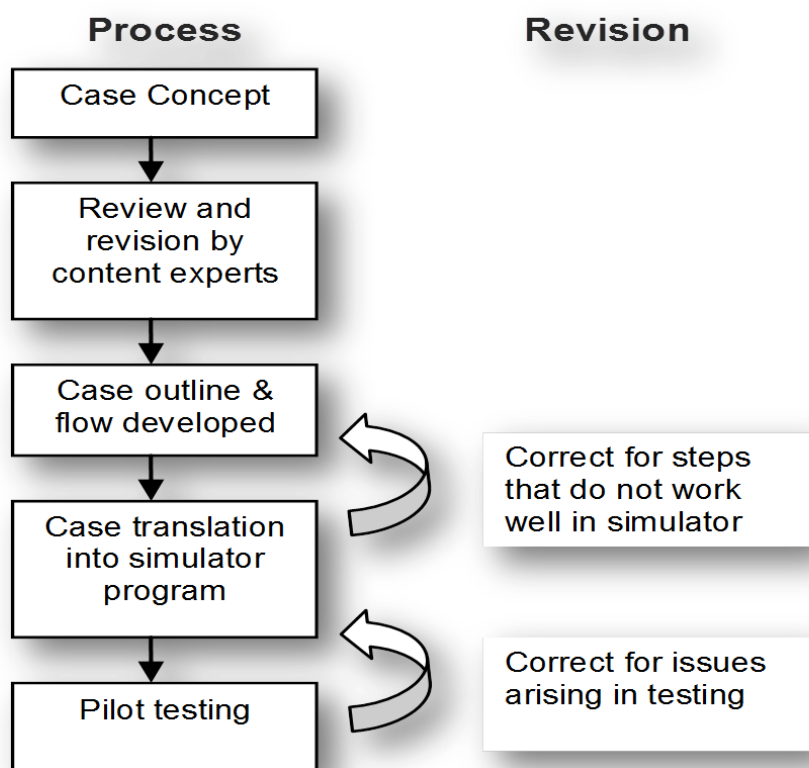 Process
Revision
Case Concept
Review and
revision by
content experts
Case outline &
flow developed
Correct for steps
that do not work
well in simulator
Case translation
into simulator
program
Correct for issues
arising in testing
Pilot testing